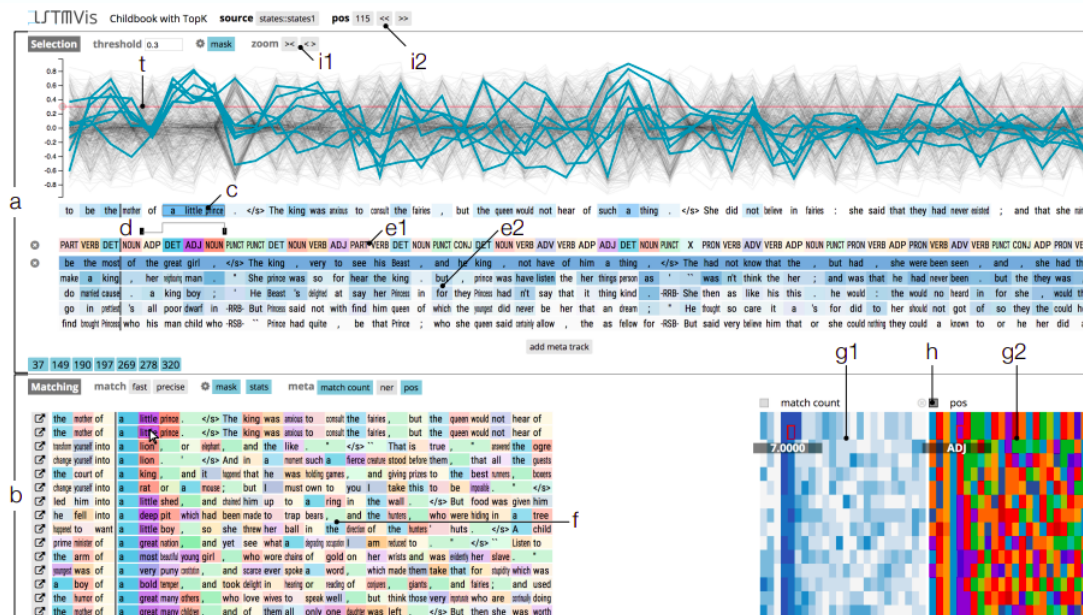 LSTMVis Childbook with TopK source states::states1 pos 115 << >>
Selection threshold 0.3 mask zoom >< <>
i1 i2
t
0.8
0.6
0.4
0.2
0.0
-0.2
-0.4
-0.6
-0.8
a
c
to be the mother of a little prince . </s> The king was anxious to consult the fairies , but the queen would not hear of such a thing . </s> She did not believe in fairies : she said that they had never existed ; and that she
d e1 e2
PART VERB DET NOUN ADP DET ADJ NOUN PUNCT PUNCT DET NOUN VERB ADJ PART VERB DET NOUN PUNCT CONJ DET NOUN VERB ADV VERB ADP ADJ DET NOUN PUNCT X PRON VERB ADV VERB ADP NOUN PUNCT PRON VERB ADP PRON VERB ADV VERB PUNCT CONJ ADP PRON
be the most of the great girl , </s> The king , very to see his Beast , and he king , not have of him a thing , </s> The had not know that the , but had , she were been seen , and , she had
make a king , her nobody man . " She prince was so for hear the king . but , prince was have listen the her things person as ' `` was n't think the her ; and was that he had been , but the they was
do married cause . a king boy ; ' He Beast 's delighted at say her Princess in for they Princess had n't say that it thing kind . -RRB- She then as like his this . he would : the would no heard in for she , would
go in prettiest 's all poor dwarf in -RRB- But Princess said not with find him queen of which the youngest did never be her that an dream ; " He thought so care it a 's for did to her should not got of so they the could
find brought Princess who his man child who -RSB- `` Prince had quite , be that Prince ; who she queen said certainly allow , the as fellow for -RSB- But said very believe him that or she could nothing they could a known to or he her did
add meta track
37 149 190 197 269 278 320
g1 h g2
Matching match fast precise mask stats meta match count ner pos
match count pos
b
the mother of a little prince . </s> The king was anxious to consult the fairies , but the queen would not hear of
the mother of a little prince . </s> The king was anxious to consult the fairies , but the queen would not hear of
transform yourself into a lion , or elephant , and the like . " </s> `` That is true , " answered the ogre
7.0000 ADJ
change yourself into a lion . ' </s> And in a moment such a fierce creature stood before them , that all the guests
the court of a king , and it happened that he was holding games , and giving prizes to the best runners ,
change yourself into a rat or a mouse ; but I must own to you I take this to be impossible . " </s>
led him into a little shed , and chained him up to a ring in the wall . </s> But food was given him
he fell into a deep pit which had been made to trap bears , and the hunters , who were hiding in a tree
f
happened to want a little boy . so she threw her ball in the direction of the hunters ' huts . </s> A child
prime minister of a great nation , and yet see what a degrading occupation I am reduced to . " </s> `` Listen to
the arm of a most beautiful young girl , who wore chains of gold on her wrists and was evidently her slave . "
youngest was of a very sweet and scarce ever spoke a word , which made them take that for stupidity which was
a boy of a bold temper , and took delight in hearing or reading of conjurers , giants , and fairies ; and used
the humor of a great many others , who love wives to speak well , but think those very who are continually doing
the mother of a great many children , and of them all only one daughter was left . </s> But then she was worth